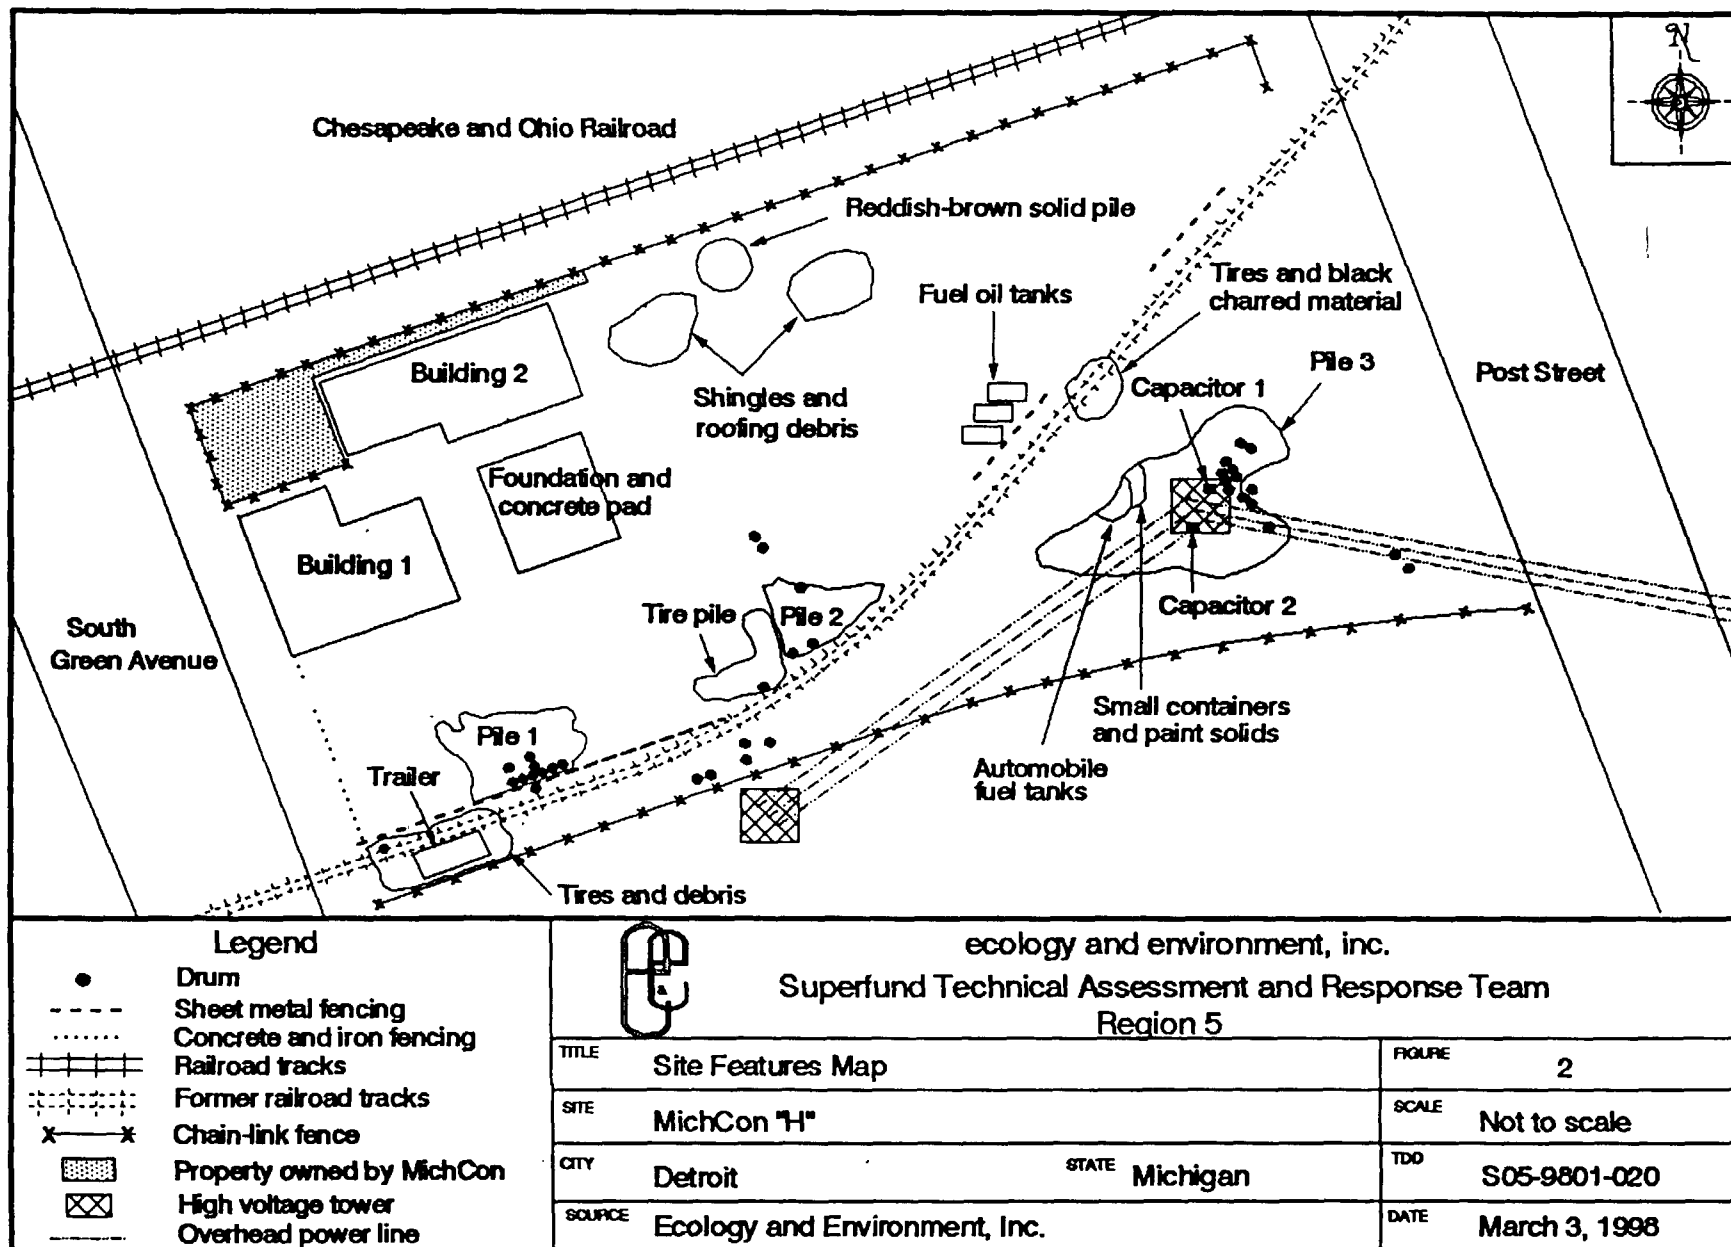 N
Chesapeake and Ohio Railroad
Reddish-brown solid pile
Tires and black
charred material
Fuel oil tanks
Pile 3
Post Street
Building 2
Capacitor 1
Shingles and
roofing debris
Foundation and
concrete pad
Building 1
Capacitor 2
Tire pile
Pile 2
South
Green Avenue
Small containers
and paint solids
Pile 1
Trailer
Automobile
fuel tanks
Tires and debris
Legend
Drum
Sheet metal fencing
Concrete and iron fencing
Railroad tracks
Former railroad tracks
Chain-link fence
Property owned by MichCon
High voltage tower
Overhead power line
ecology and environment, inc.
Superfund Technical Assessment and Response Team
Region 5
TITLE Site Features Map
FIGURE 2
SITE MichCon "H"
SCALE Not to scale
CITY Detroit
STATE Michigan
TDD S05-9801-020
SOURCE Ecology and Environment, Inc.
DATE March 3, 1998